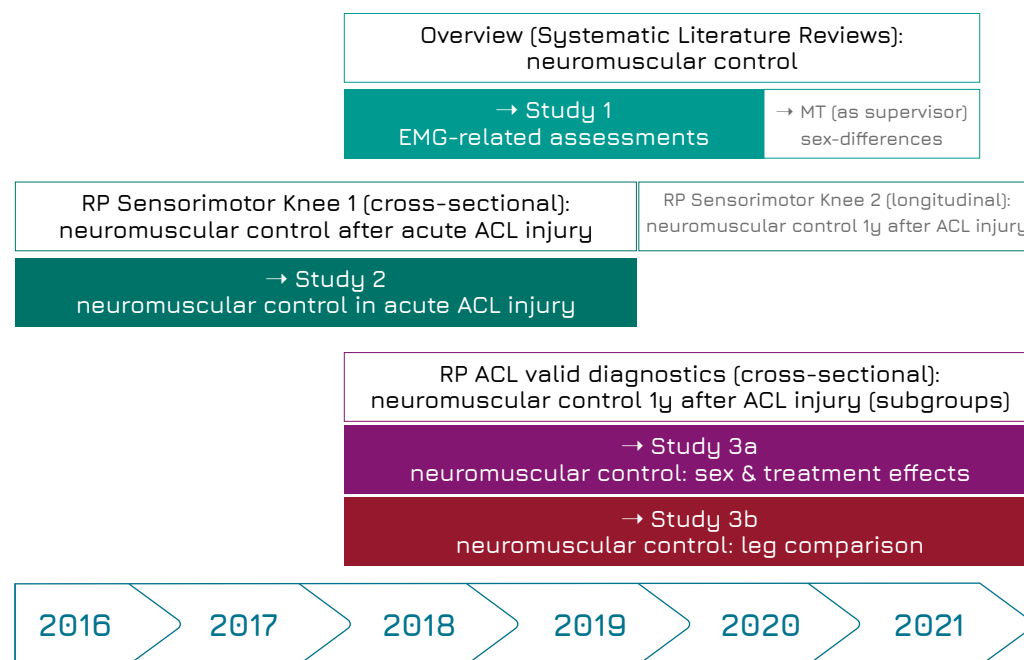 Overview (Systematic Literature Reviews):
neuromuscular control
→ Study 1
EMG-related assessments
→ MT (as supervisor)
sex-differences
RP Sensorimotor Knee 1 (cross-sectional):
neuromuscular control after acute ACL injury
RP Sensorimotor Knee 2 (longitudinal):
neuromuscular control 1y after ACL injury
→ Study 2
neuromuscular control in acute ACL injury
RP ACL valid diagnostics (cross-sectional):
neuromuscular control 1y after ACL injury (subgroups)
→ Study 3a
neuromuscular control: sex & treatment effects
→ Study 3b
neuromuscular control: leg comparison
2016 2017 2018 2019 2020 2021